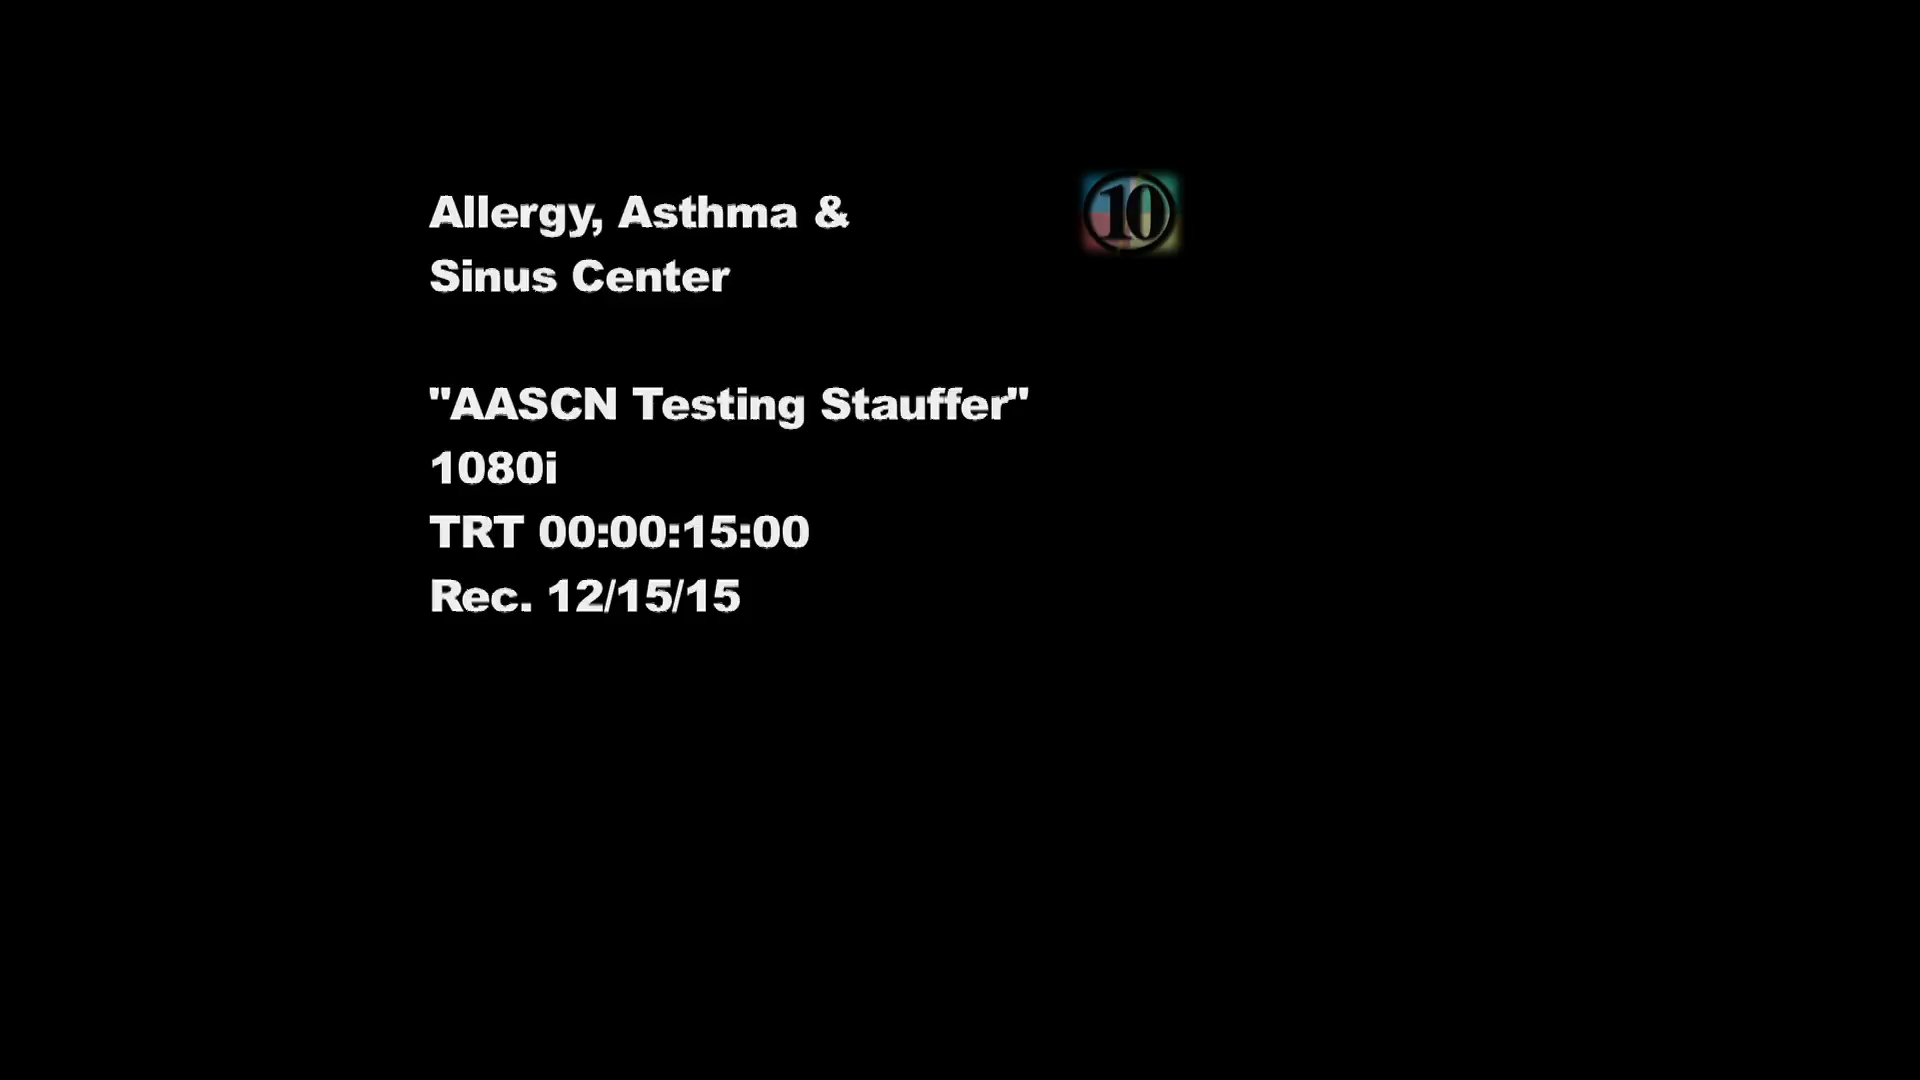 Allergy, Asthma &
10
Sinus Center
"AASCN Testing Stauffer"
1080i
TRT 00:00:15:00
Rec. 12/15/15